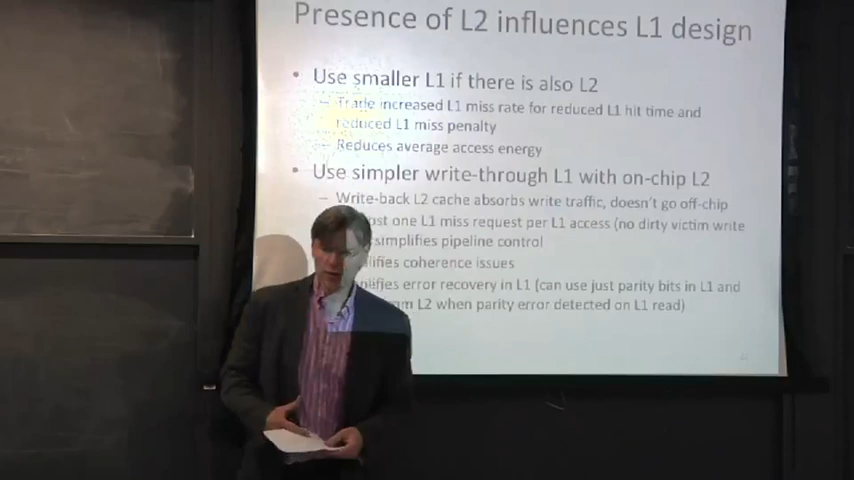 Presence of L2 influences L1 design
• Use smaller L1 if there is also L2
– Trade increased L1 miss rate for reduced L1 hit time and
reduced L1 miss penalty
– Reduces average access energy
• Use simpler write-through L1 with on-chip L2
– Write-back L2 cache absorbs write traffic, doesn't go off-chip
one L1 miss request per L1 access (no dirty victim write
simplifies pipeline control
coherence issues
error recovery in L1 (can use just parity bits in L1 and
L2 when parity error detected on L1 read)